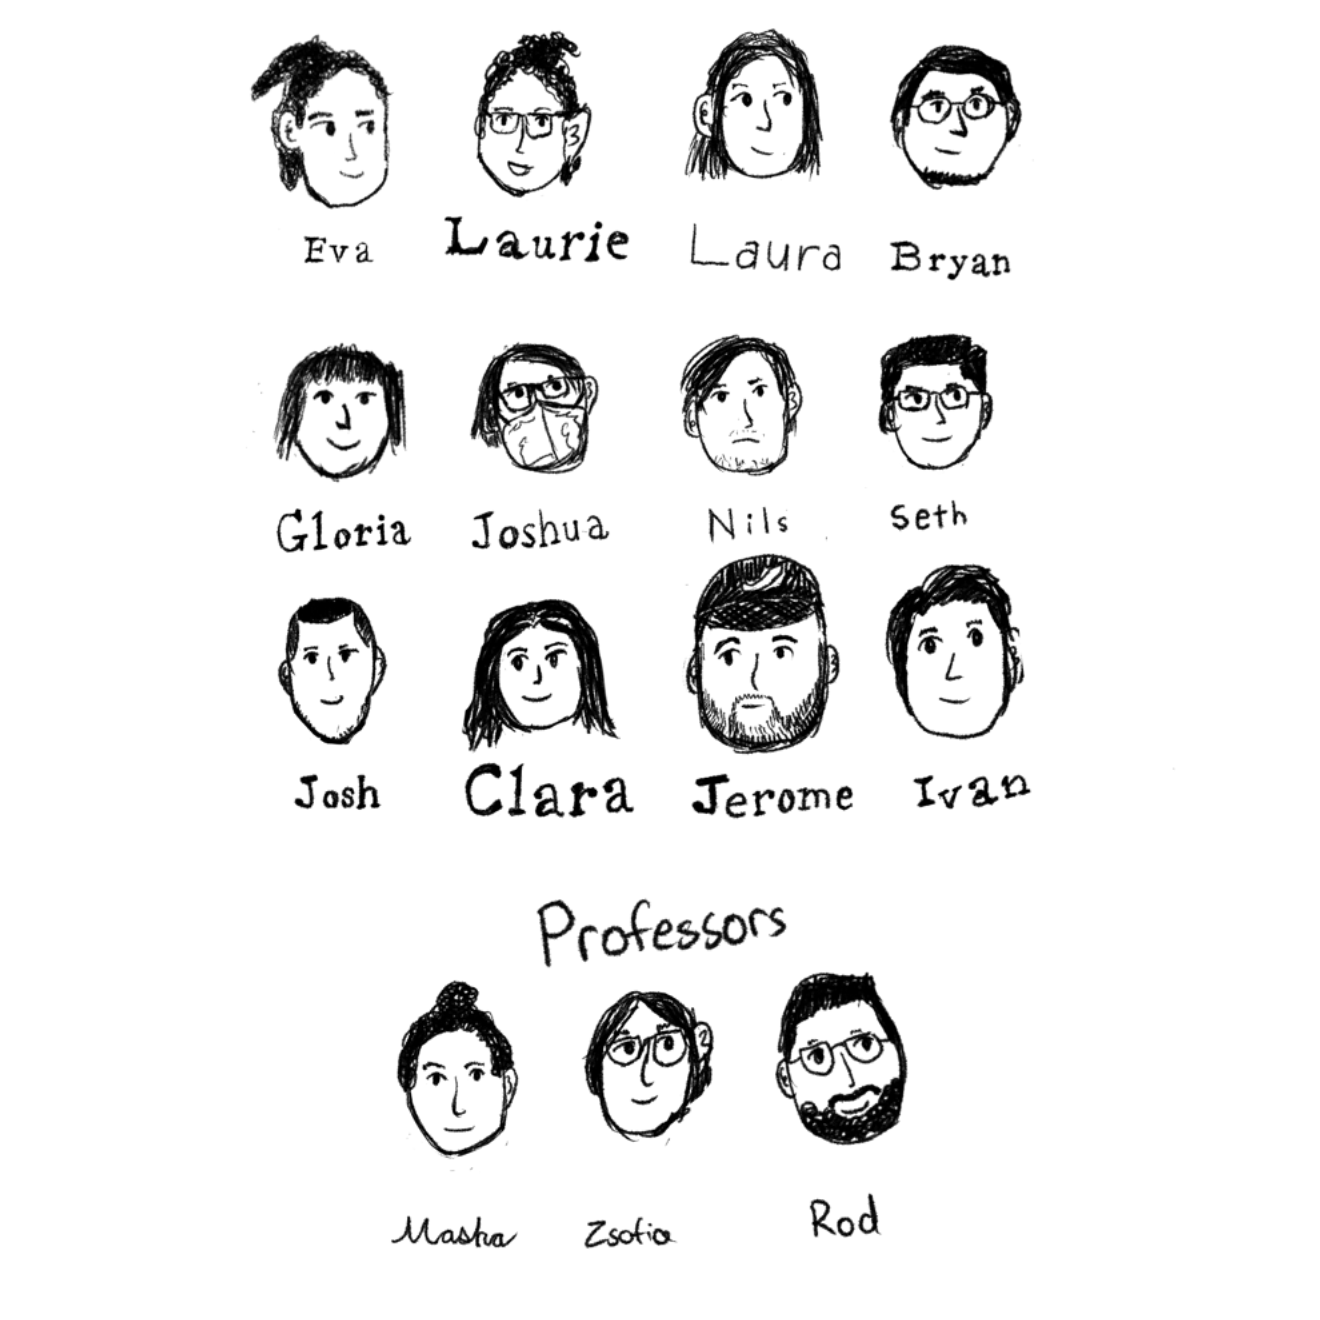 Eva Laurie Laura Bryan
Gloria Joshua Nils Seth
Josh Clara Jerome Ivan
Professors
Masha Zsofia Rod